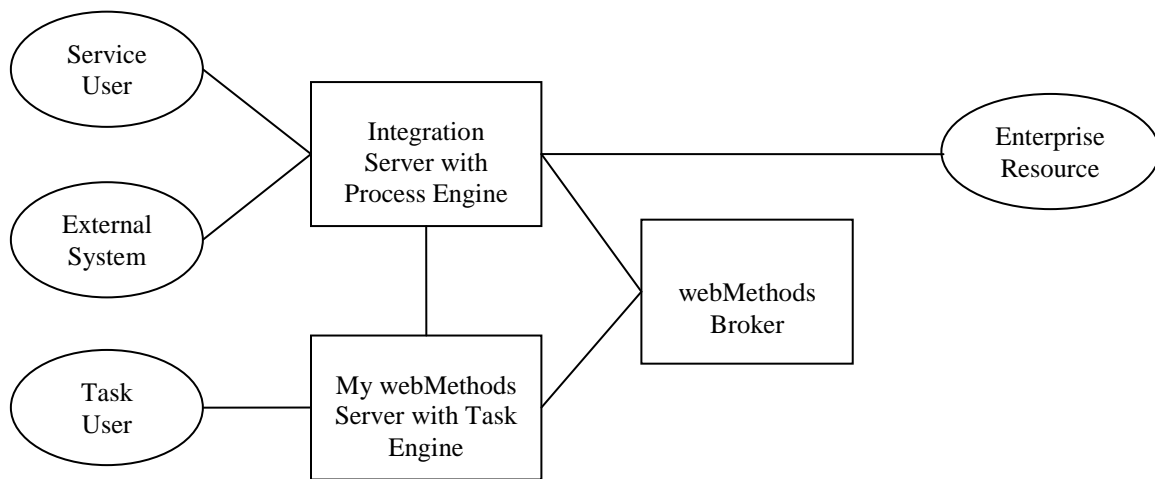 Service
User
Integration
Server with
Process Engine
Enterprise
Resource
External
System
webMethods
Broker
Task
User
My webMethods
Server with Task
Engine